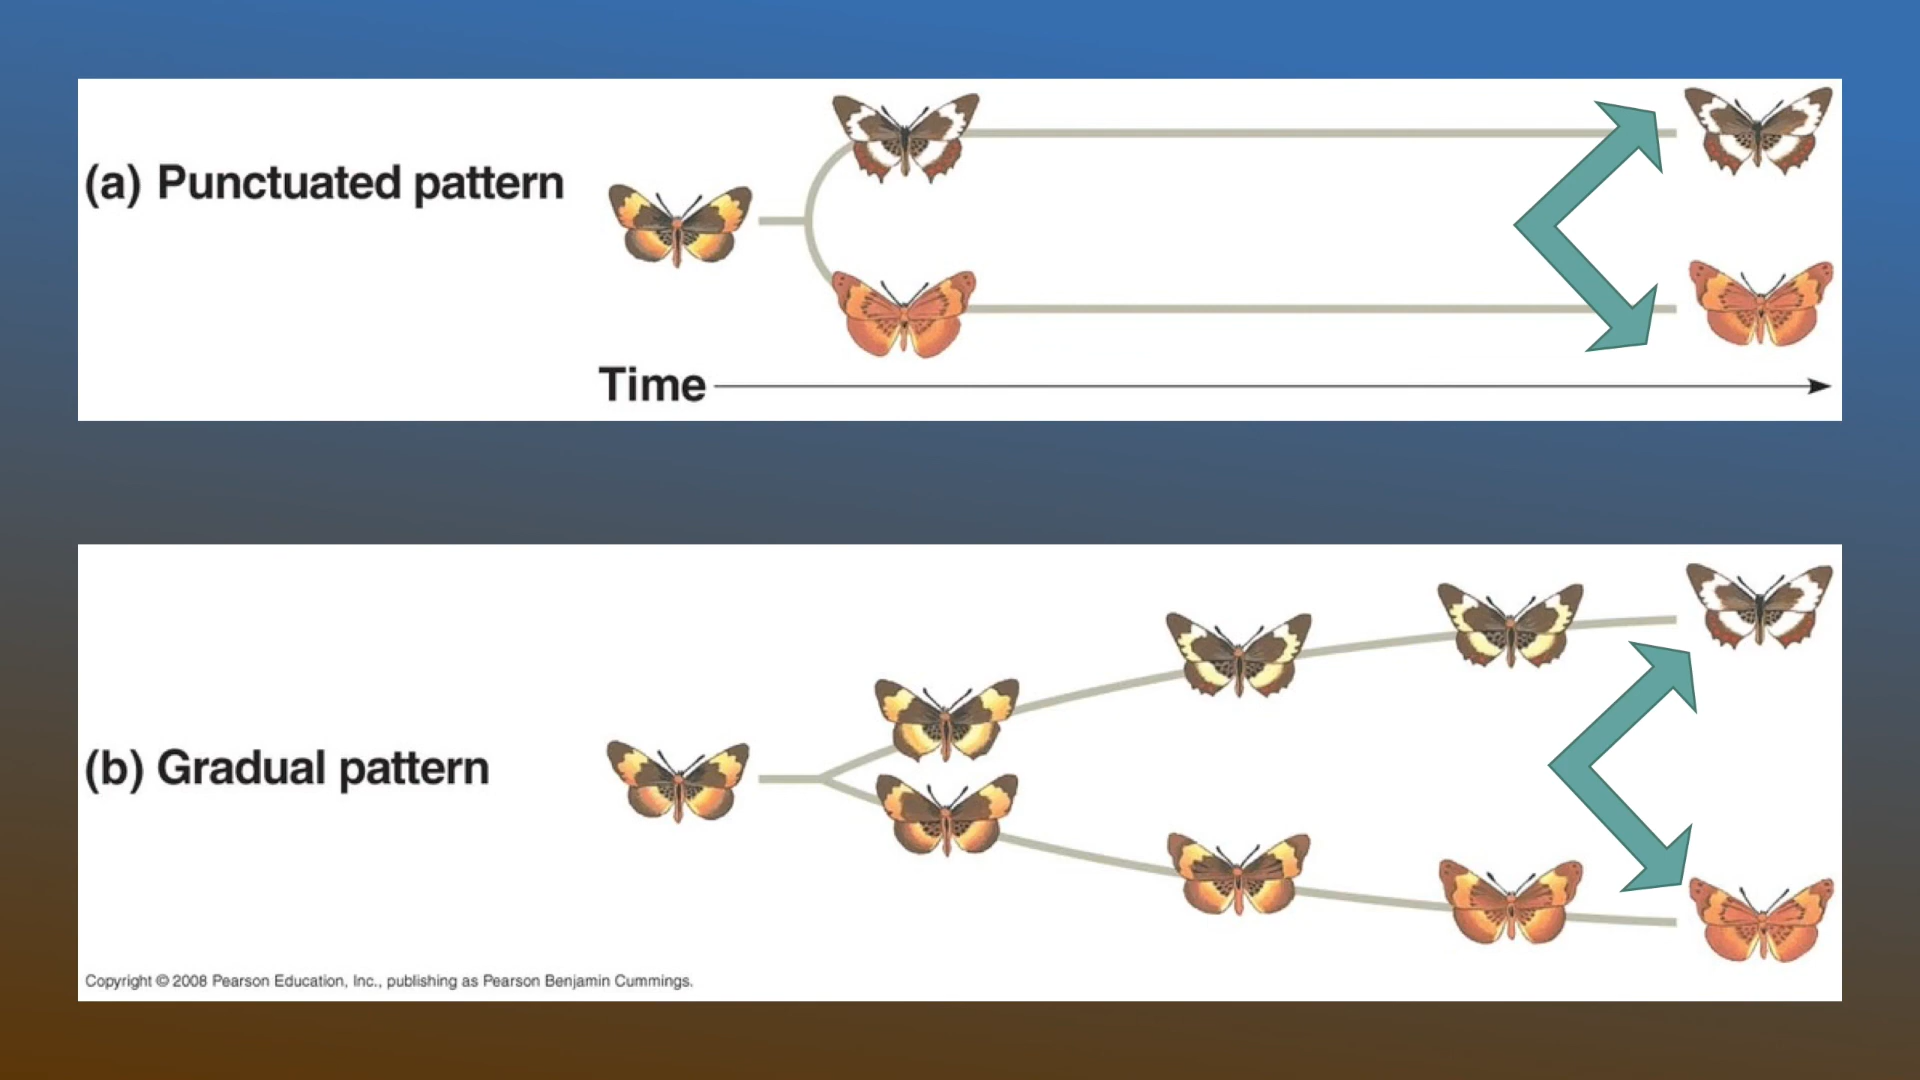 (a) Punctuated pattern
Time
(b) Gradual pattern
Copyright © 2008 Pearson Education, Inc., publishing as Pearson Benjamin Cummings.